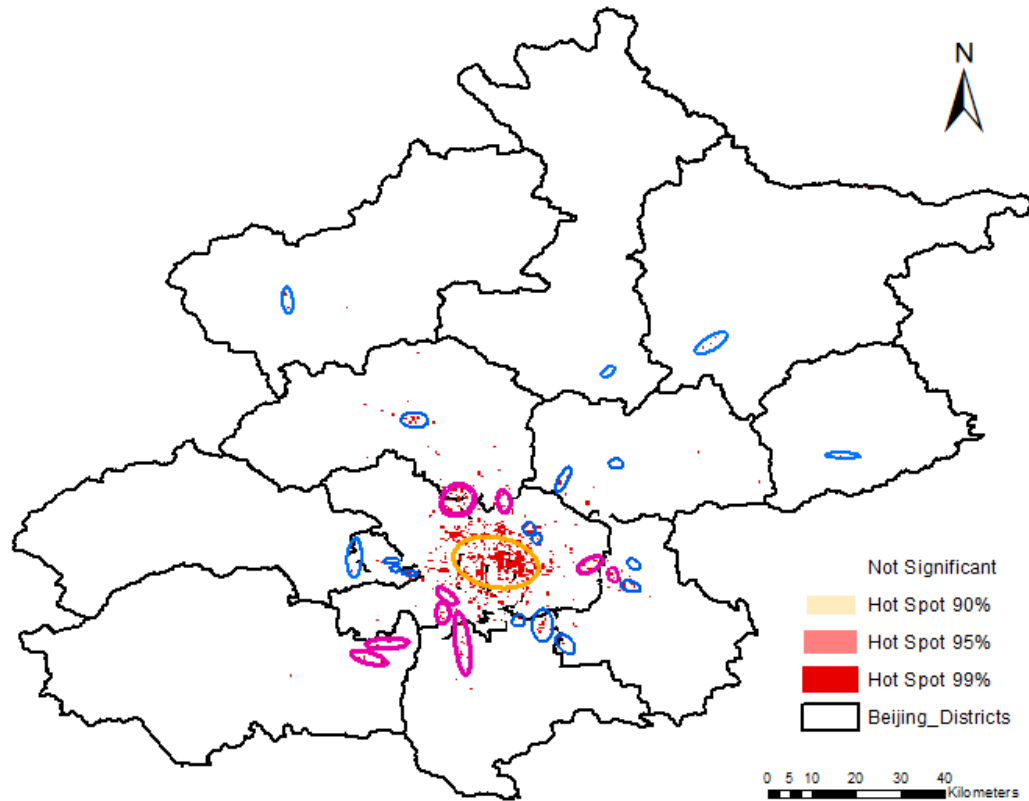 N
Not Significant
Hot Spot 90%
Hot Spot 95%
Hot Spot 99%
Beijing_Districts
0 5 10 20 30 40
Kilometers